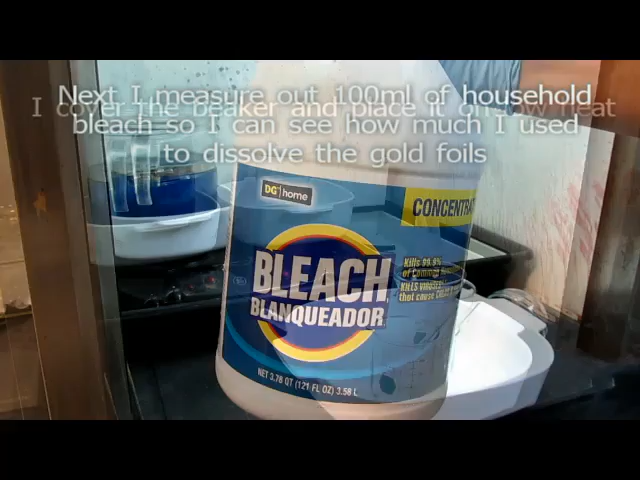 Next I measure out 100ml of household
I cover the beaker and place it on low heat
bleach so I can see how much I used
to dissolve the gold foils
DG home
CONCENTRAT
Kills 99.9%
of Common
KILLS VIRUSES
that cause
BLEACH
BLANQUEADOR
NET 3.78 QT (121 FL OZ) 3.58 L